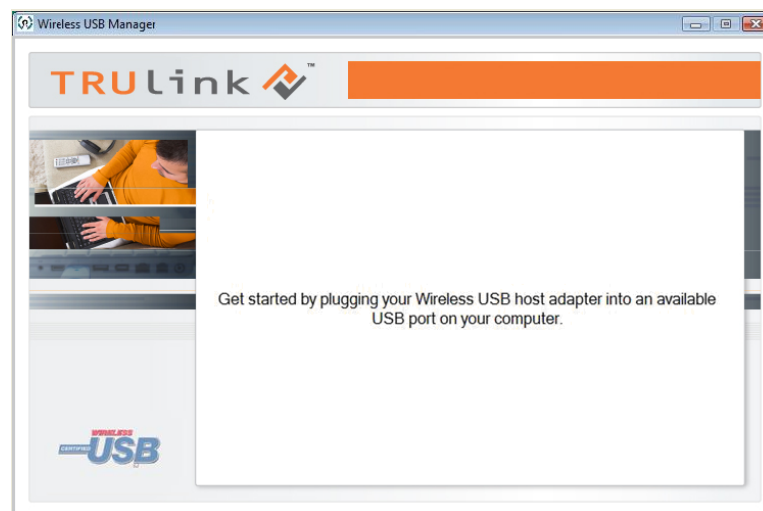 Wireless USB Manager
TRULink™
Get started by plugging your Wireless USB host adapter into an available
USB port on your computer.
WIRELESS
CERTIFIED
USB